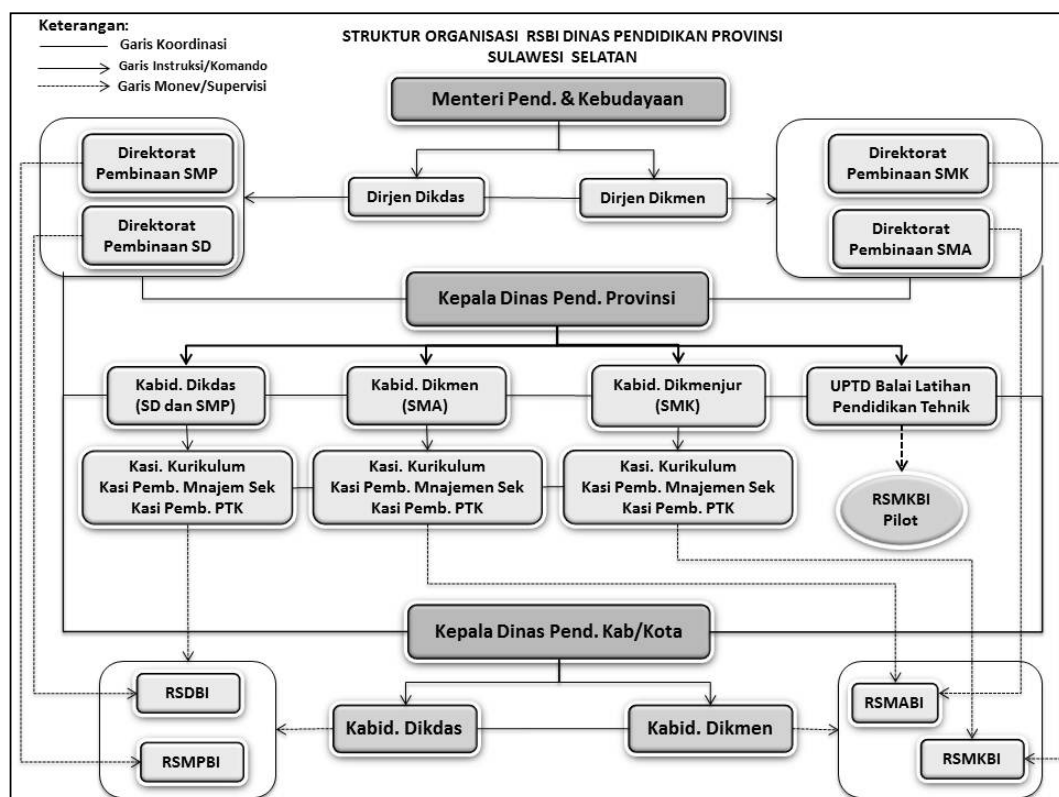 Keterangan:
Garis Koordinasi
Garis Instruksi/Komando
Garis Monev/Supervisi
STRUKTUR ORGANISASI RSBI DINAS PENDIDIKAN PROVINSI
SULAWESI SELATAN
Menteri Pend. & Kebudayaan
Direktorat
Pembinaan SMP
Direktorat
Pembinaan SD
Dirjen Dikdas
Dirjen Dikmen
Direktorat
Pembinaan SMK
Direktorat
Pembinaan SMA
Kepala Dinas Pend. Provinsi
Kabid. Dikdas
(SD dan SMP)
Kabid. Dikmen
(SMA)
Kabid. Dikmenjur
(SMK)
UPTD Balai Latihan
Pendidikan Tehnik
Kasi. Kurikulum
Kasi Pemb. Mnajem Sek
Kasi Pemb. PTK
Kasi. Kurikulum
Kasi Pemb. Mnajemen Sek
Kasi Pemb. PTK
Kasi. Kurikulum
Kasi Pemb. Mnajemen Sek
Kasi Pemb. PTK
RSMKBI
Pilot
Kepala Dinas Pend. Kab/Kota
RSDBI
RSMPBI
Kabid. Dikdas
Kabid. Dikmen
RSMABI
RSMKBI